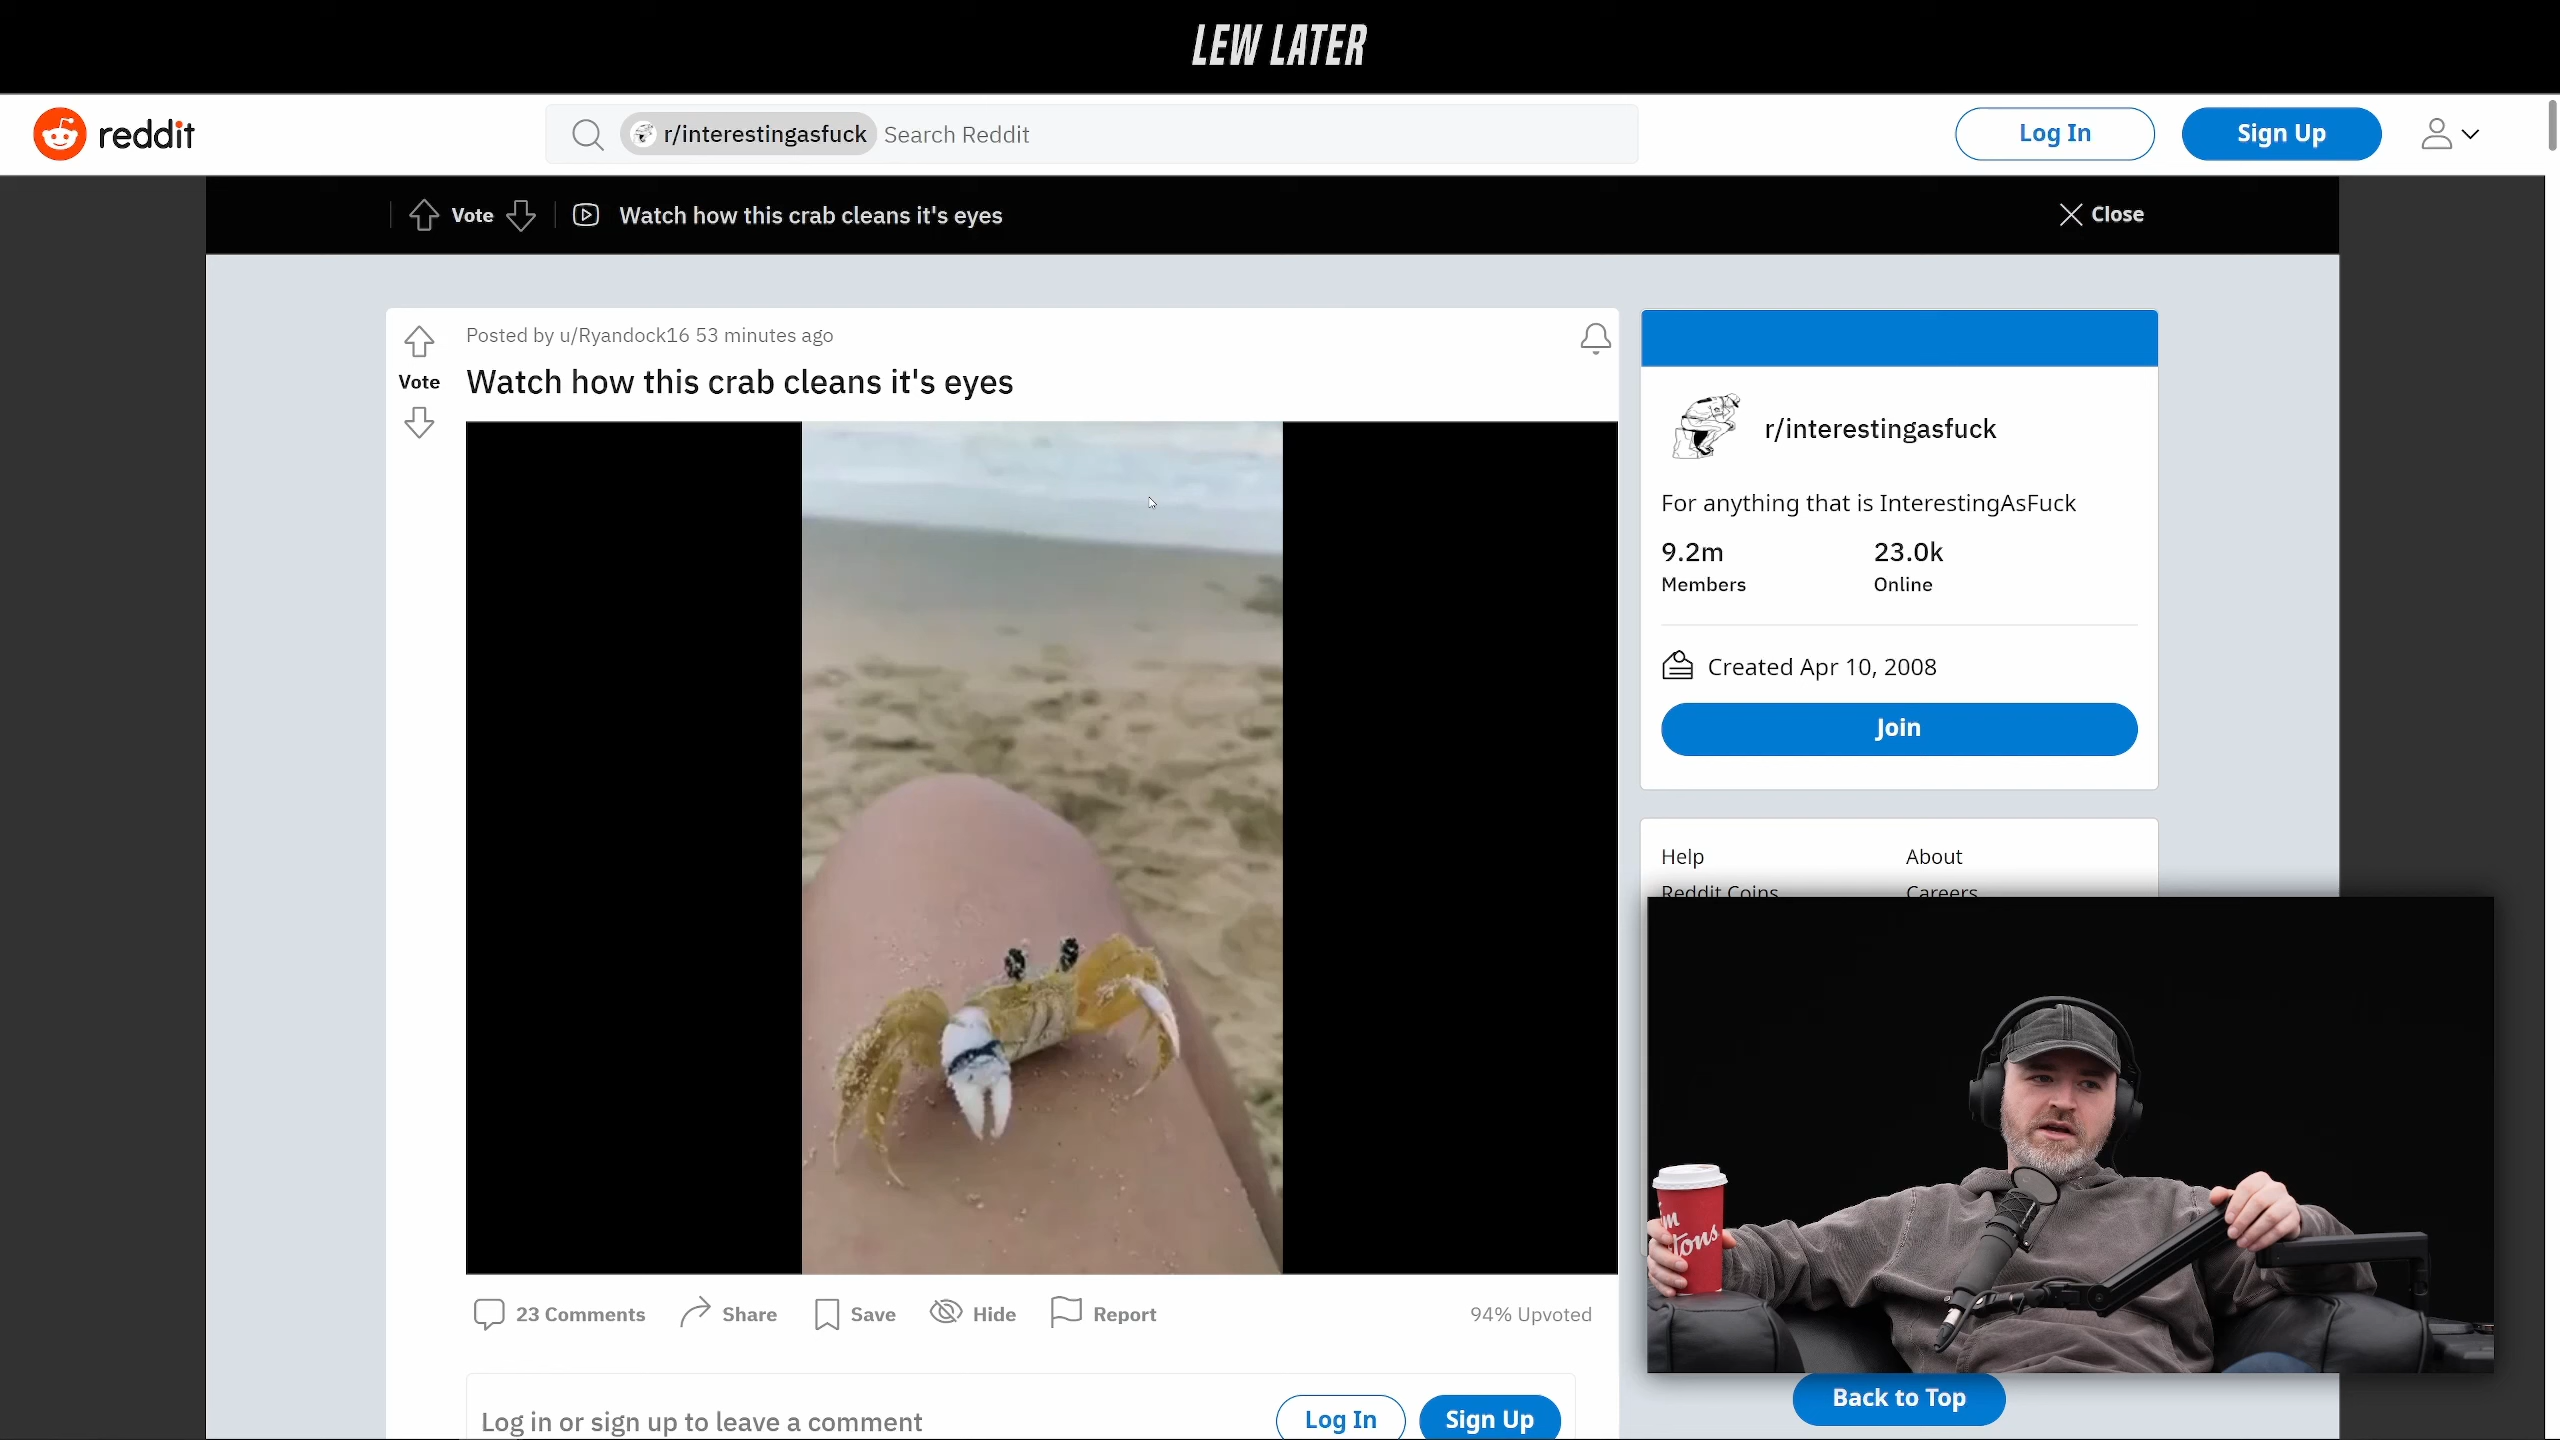 LEW LATER
reddit
r/interestingasfuck Search Reddit
Log In
Sign Up
Vote
Watch how this crab cleans it's eyes
Close
Posted by u/Ryandock16 53 minutes ago
Vote
Watch how this crab cleans it's eyes
r/interestingasfuck
For anything that is InterestingAsFuck
9.2m
23.0k
Members
Online
Created Apr 10, 2008
Join
Help
About
Reddit Coins
Careers
tons
23 Comments
Share
Save
Hide
Report
94% Upvoted
Log in or sign up to leave a comment
Log In
Sign Up
Back to Top